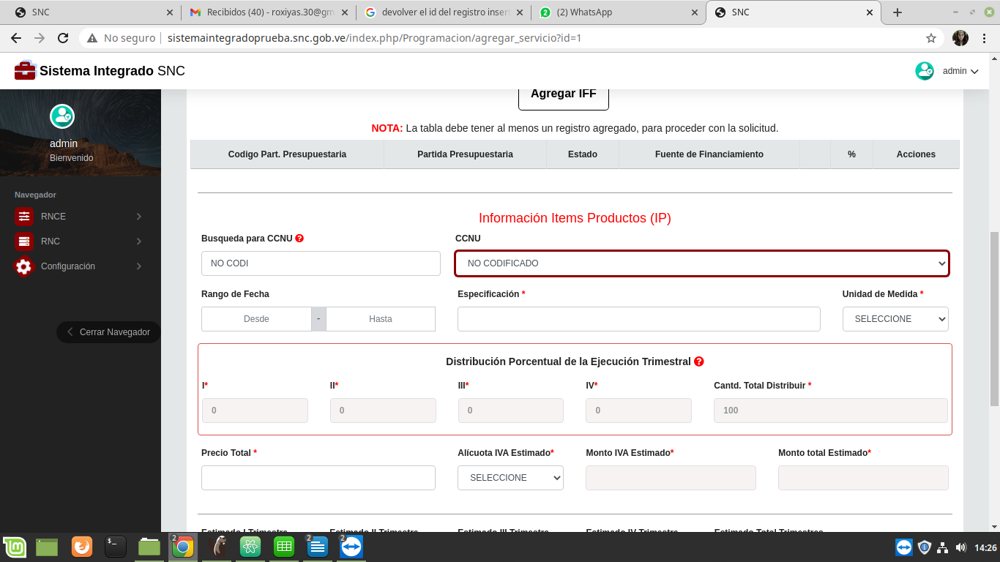 SNC
Recibidos (40) - roxiyas.30@gm
devolver el id del registro inser
(2) WhatsApp
SNC
No seguro
sistemaintegradoprueba.snc.gob.ve/index.php/Programacion/agregar_servicio?id=1
Sistema Integrado SNC
admin
admin
Bienvenido
Navegador
RNCE
RNC
Configuración
Cerrar Navegador
Agregar IFF
NOTA: La tabla debe tener al menos un registro agregado, para proceder con la solicitud.
Codigo Part. Presupuestaria Partida Presupuestaria Estado Fuente de Financiamiento % Acciones
Información Items Productos (IP)
Busqueda para CCNU ? CCNU
NO CODI NO CODIFICADO
Rango de Fecha Especificación * Unidad de Medida *
Desde - Hasta SELECCIONE
Distribución Porcentual de la Ejecución Trimestral ?
I* II* III* IV* Cantd. Total Distribuir *
0 0 0 0 100
Precio Total * Alícuota IVA Estimado* Monto IVA Estimado* Monto total Estimado*
SELECCIONE
Estimado I Trimestre Estimado II Trimestre Estimado III Trimestre Estimado IV Trimestre Estimado Total Trimestres
2 2 2
14:26